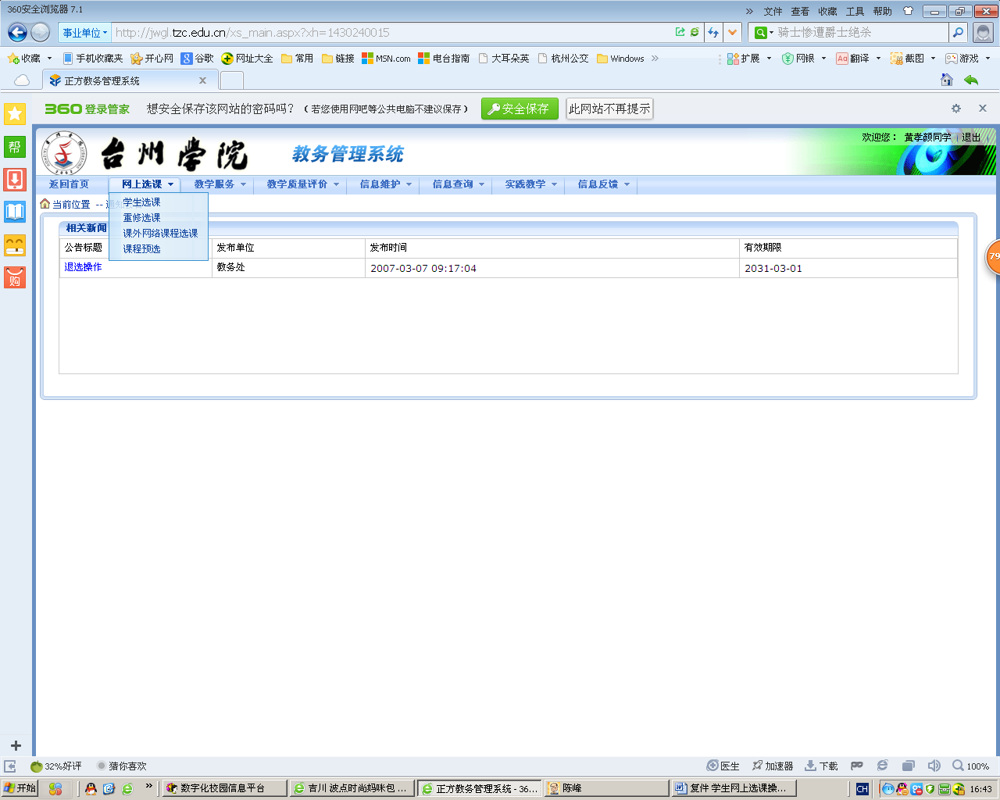 360安全浏览器 7.1
» 文件 查看 收藏 工具 帮助
事业单位 http://jwgl.tzc.edu.cn/xs_main.aspx?xh=1430240015 骑士惨遭爵士绝杀
收藏 手机收藏夹 开心网 谷歌 网址大全 常用 链接 MSN.com 电台指南 大耳朵英 杭州公交 Windows » 扩展 网银 Aa 翻译 截图 游戏
正方教务管理系统
360 登录管家 想安全保存该网站的密码吗？（若您使用网吧等公共电脑不建议保存） 安全保存 此网站不再提示
帮
台州学院 教务管理系统 欢迎您： 黄孝颜同学 退出
返回首页 网上选课 教学服务 教学质量评价 信息维护 信息查询 实践教学 信息反馈
当前位置 -- 通知
学生选课
重修选课
课外网络课程选课
课程预选
相关新闻
公告标题 发布单位 发布时间 有效期限
退选操作 教务处 2007-03-07 09:17:04 2031-03-01
79
购
32%好评 猜你喜欢 医生 加速器 下载 100%
开始 » 数字化校园信息平台 吉川 波点时尚妈咪包 ... 正方教务管理系统 - 36... 陈峰 复件 学生网上选课操... CH 16:43